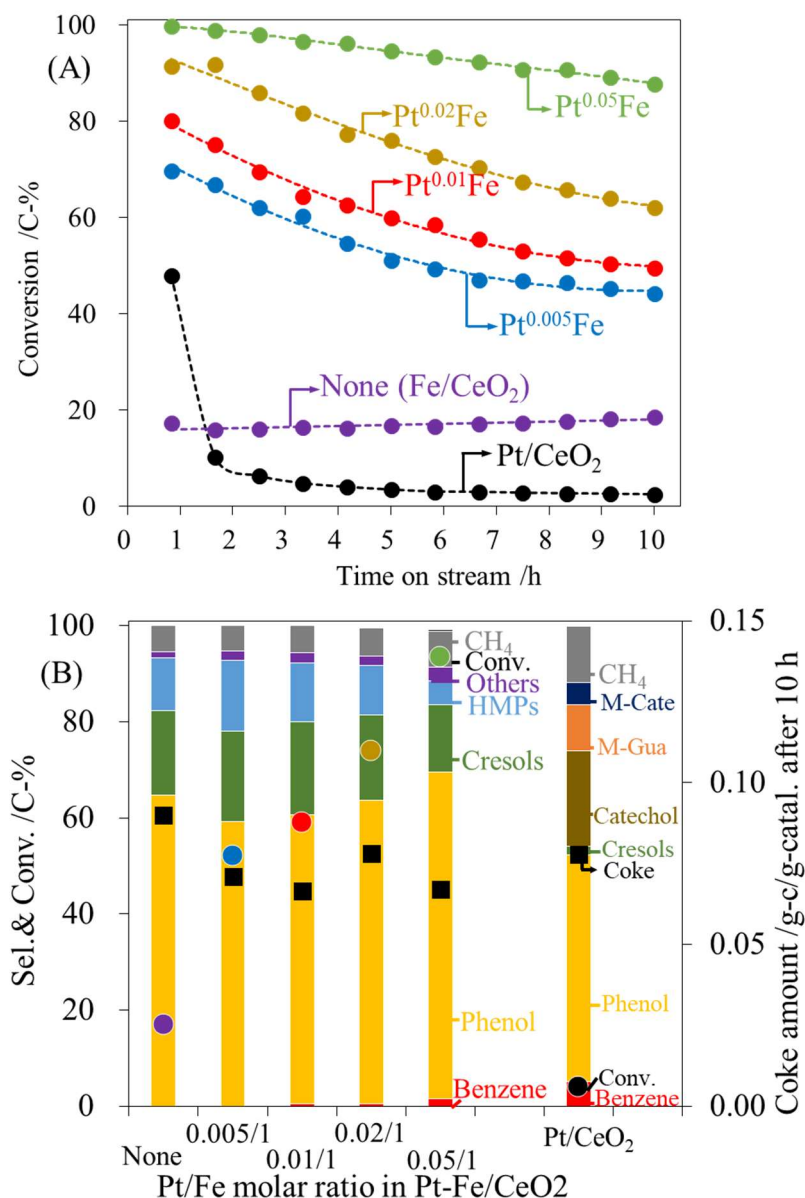 (A)
Conversion /C-%
100
80
60
40
20
0
Pt0.05Fe
Pt0.02Fe
Pt0.01Fe
Pt0.005Fe
None (Fe/CeO2)
Pt/CeO2
0 1 2 3 4 5 6 7 8 9 10
Time on stream /h
(B)
Sel.& Conv. /C-%
100
80
60
40
20
0
CH4
Conv.
Others
HMPs
Cresols
Phenol
Benzene
CH4
M-Cate
M-Gua
Catechol
Cresols
Coke
Phenol
Conv.
Benzene
0.15
0.10
0.05
0.00
Coke amount /g-c/g-catal. after 10 h
None 0.005/1 0.01/1 0.02/1 0.05/1 Pt/CeO2
Pt/Fe molar ratio in Pt-Fe/CeO2